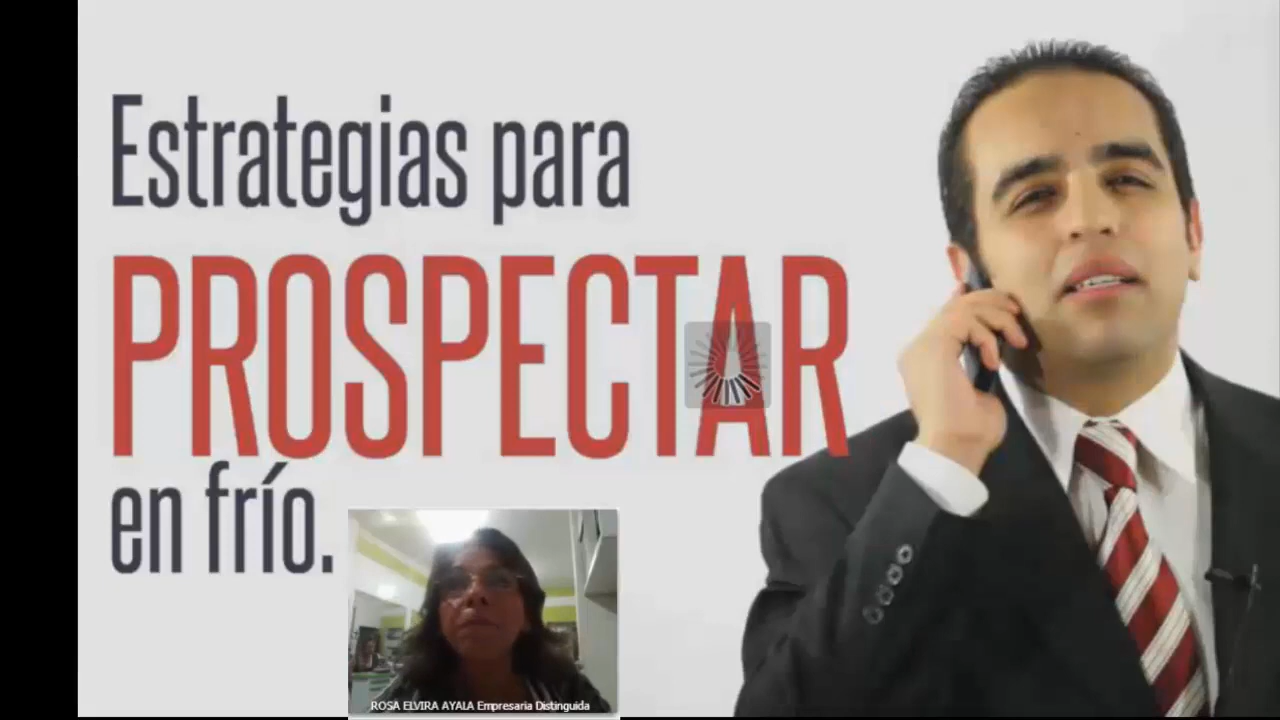 Estrategias para
PROSPECTAR
en frío.
ROSA ELVIRA AYALA Empresaria Distinguida